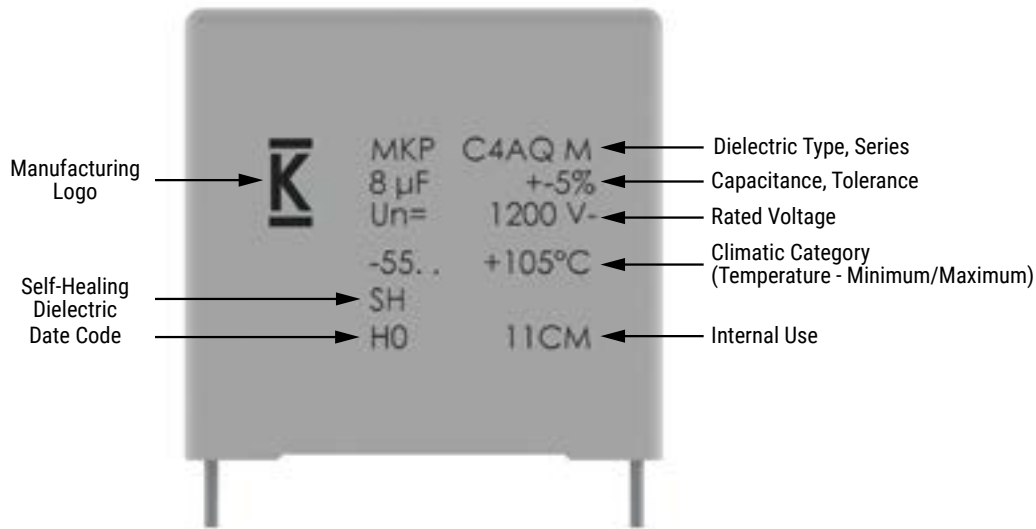 Manufacturing
Logo
Self-Healing
Dielectric
Date Code
K
MKP C4AQ M
8 µF +-5%
Un= 1200 V-
-55. . +105°C
SH
H0 11CM
Dielectric Type, Series
Capacitance, Tolerance
Rated Voltage
Climatic Category
(Temperature - Minimum/Maximum)
Internal Use